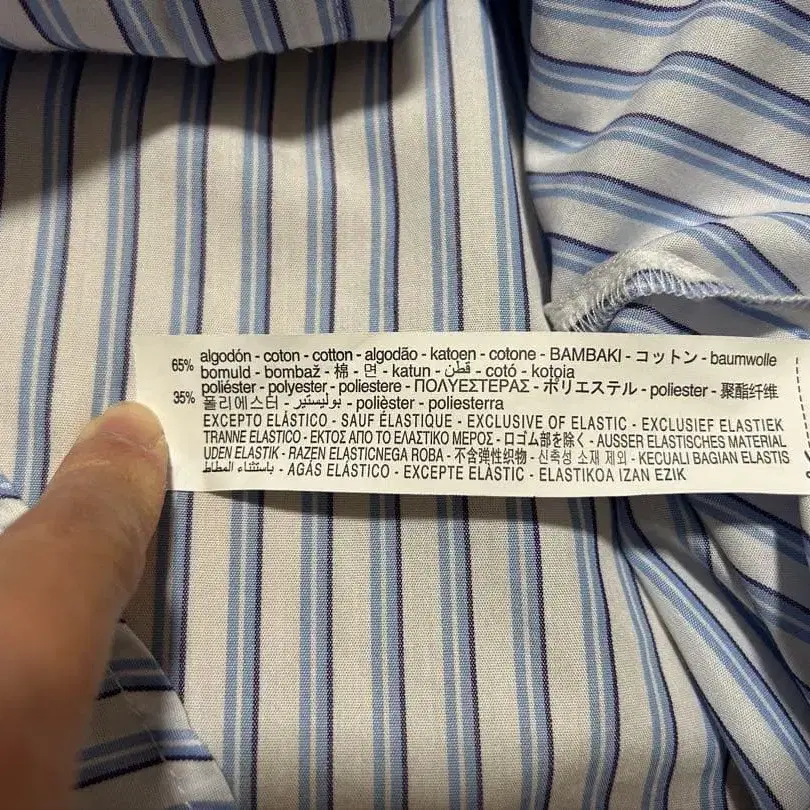 65% algodón - coton - cotton - algodão - katoen - cotone - BAMBAKI - コットン - baumwolle
bomuld - bombaž - 棉 - 면 - katun - قطن - cotó - kotoia
35% poliéster - polyester - poliestere - ΠΟΛΥΕΣΤΕΡΑΣ - ポリエステル - poliester - 聚酯纤维
폴리에스터 - بوليستير - polièster - poliesterra
EXCEPTO ELÁSTICO - SAUF ÉLASTIQUE - EXCLUSIVE OF ELASTIC - EXCLUSIEF ELASTIEK
TRANNE ELASTICO - ΕΚΤΟΣ ΑΠΟ ΤΟ ΕΛΑΣΤΙΚΟ ΜΕΡΟΣ - ロゴム部を除く - AUSSER ELASTISCHES MATERIAL
UDEN ELASTIK - RAZEN ELASTICNEGA ROBA - 不含弹性织物 - 신축성 소재 제외 - KECUALI BAGIAN ELASTIS
باستثناء المطاط - AGAS ELÁSTICO - EXCEPTE ELÀSTIC - ELASTIKOA IZAN EZIK